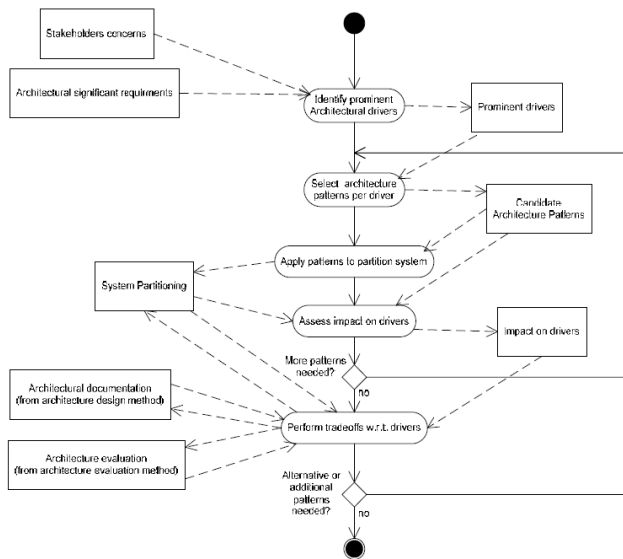 Stakeholders concerns
Architectural significant requirments
Identify prominent
Architectural drivers
Prominent drivers
Select architecture
patterns per driver
Candidate
Architecture Patterns
Apply patterns to partition system
System Partitioning
Assess impact on drivers
Impact on drivers
More patterns
needed?
no
Architectural documentation
(from architecture design method)
Perform tradeoffs w.r.t. drivers
Architecture evaluation
(from architecture evaluation method)
Alternative or
additional
patterns
needed?
no